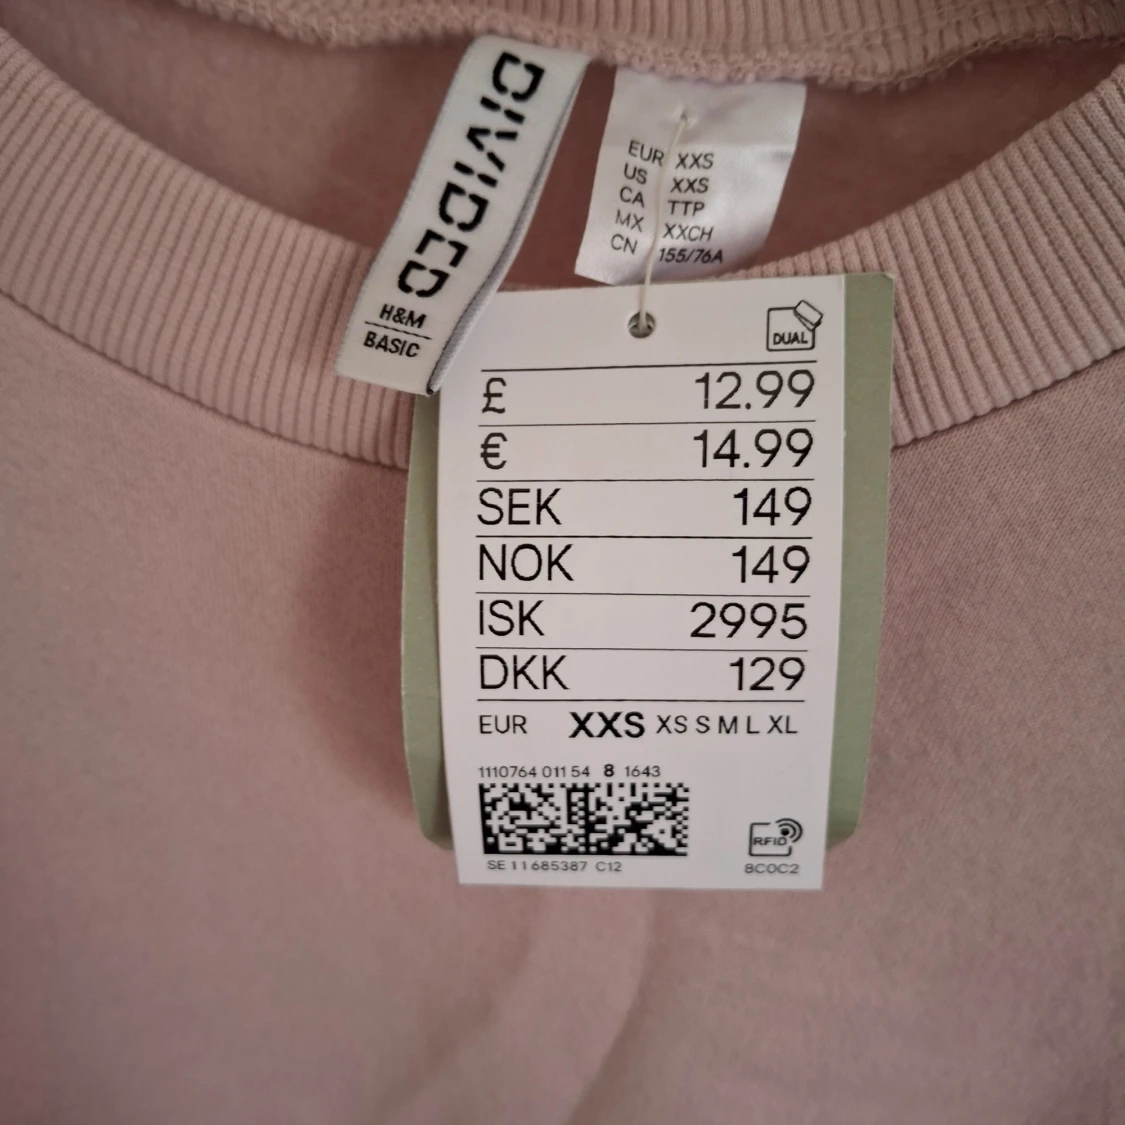 DIVIDED
H&M
BASIC
EUR XXS
US XXS
CA TTP
MX XXCH
CN 155/76A
DUAL
£ 12.99
€ 14.99
SEK 149
NOK 149
ISK 2995
DKK 129
EUR XXS XS S M L XL
1110764 011 54 8 1643
SE 11685387 C12
RFID
8C0C2